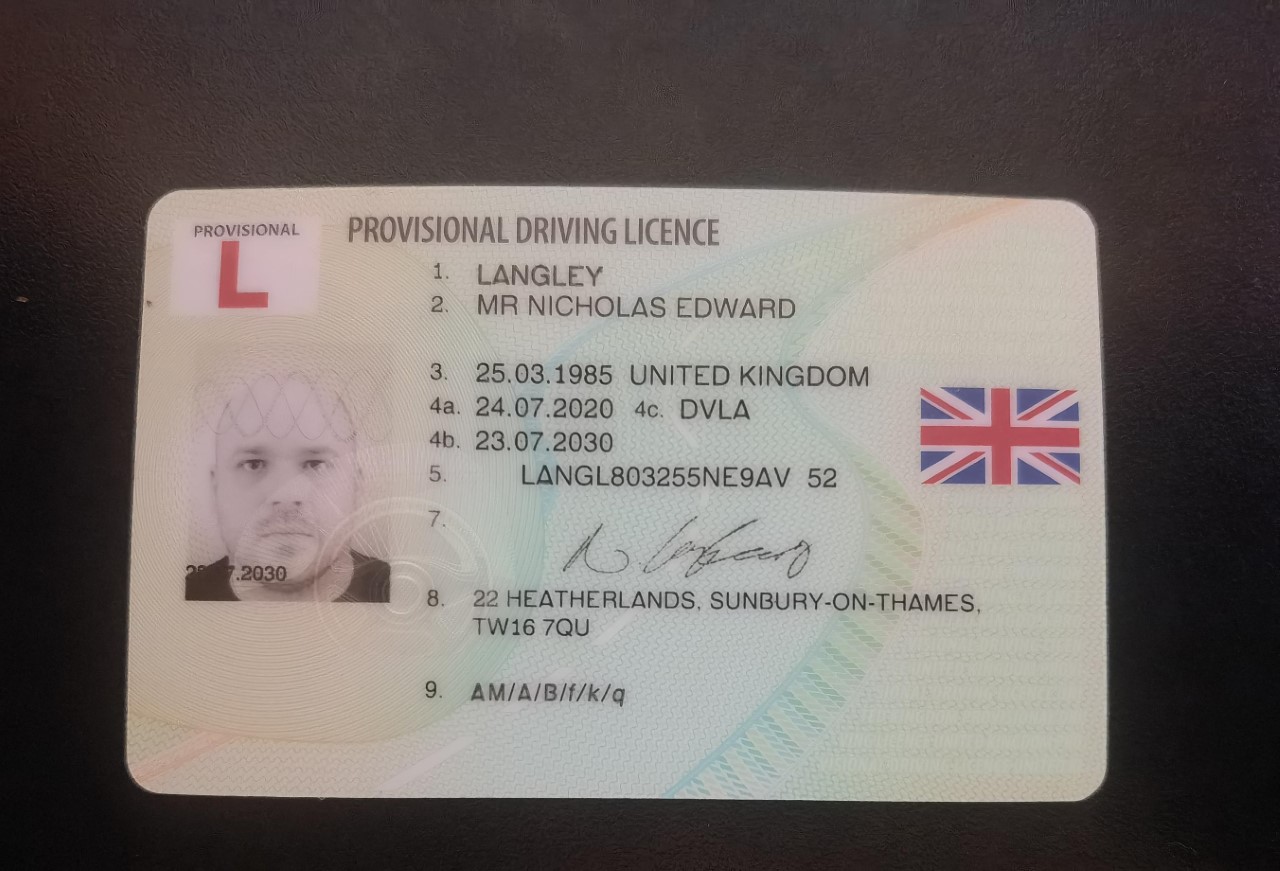 PROVISIONAL
L
PROVISIONAL DRIVING LICENCE
1. LANGLEY
2. MR NICHOLAS EDWARD
3. 25.03.1985 UNITED KINGDOM
4a. 24.07.2020 4c. DVLA
4b. 23.07.2030
5. LANGL803255NE9AV 52
7.
7.2030
8. 22 HEATHERLANDS, SUNBURY-ON-THAMES,
TW16 7QU
9. AM/A/B/f/k/q